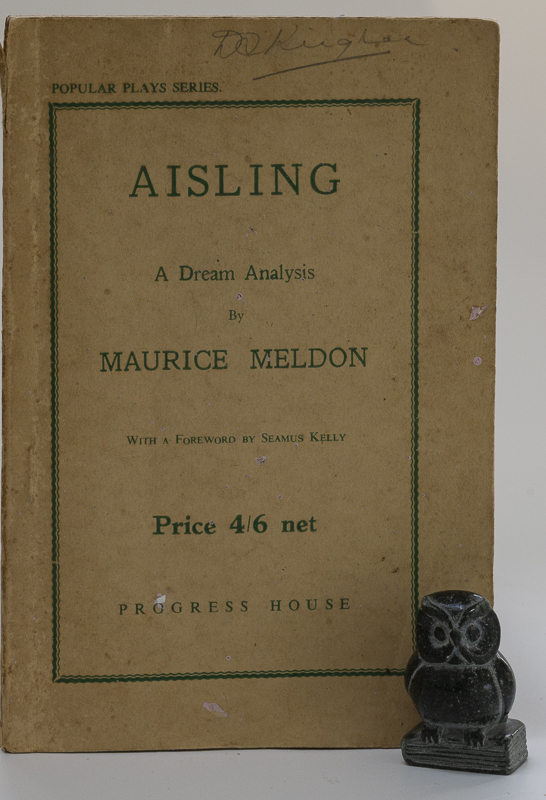 POPULAR PLAYS SERIES.
AISLING
A Dream Analysis
By
MAURICE MELDON
WITH A FOREWORD BY SEAMUS KELLY
Price 4/6 net
PROGRESS HOUSE